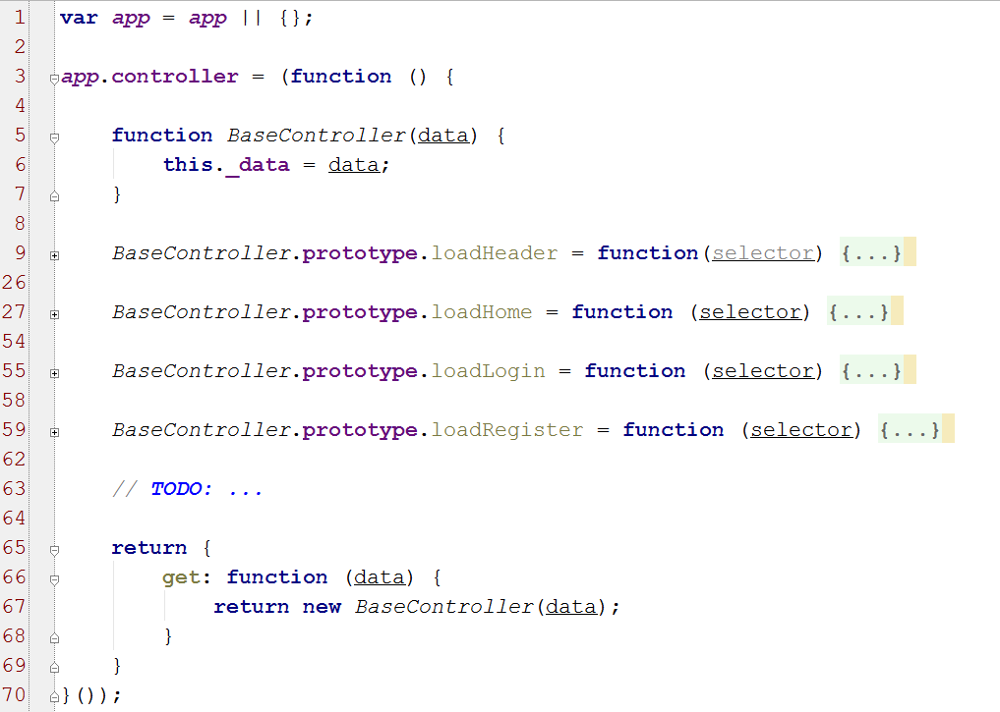 1 var app = app || {};
2
3 app.controller = (function () {
4
5     function BaseController(data) {
6         this._data = data;
7     }
8
9     BaseController.prototype.loadHeader = function(selector) {...}
26
27     BaseController.prototype.loadHome = function (selector) {...}
54
55     BaseController.prototype.loadLogin = function (selector) {...}
58
59     BaseController.prototype.loadRegister = function (selector) {...}
62
63     // TODO: ...
64
65     return {
66         get: function (data) {
67             return new BaseController(data);
68         }
69     }
70 }());